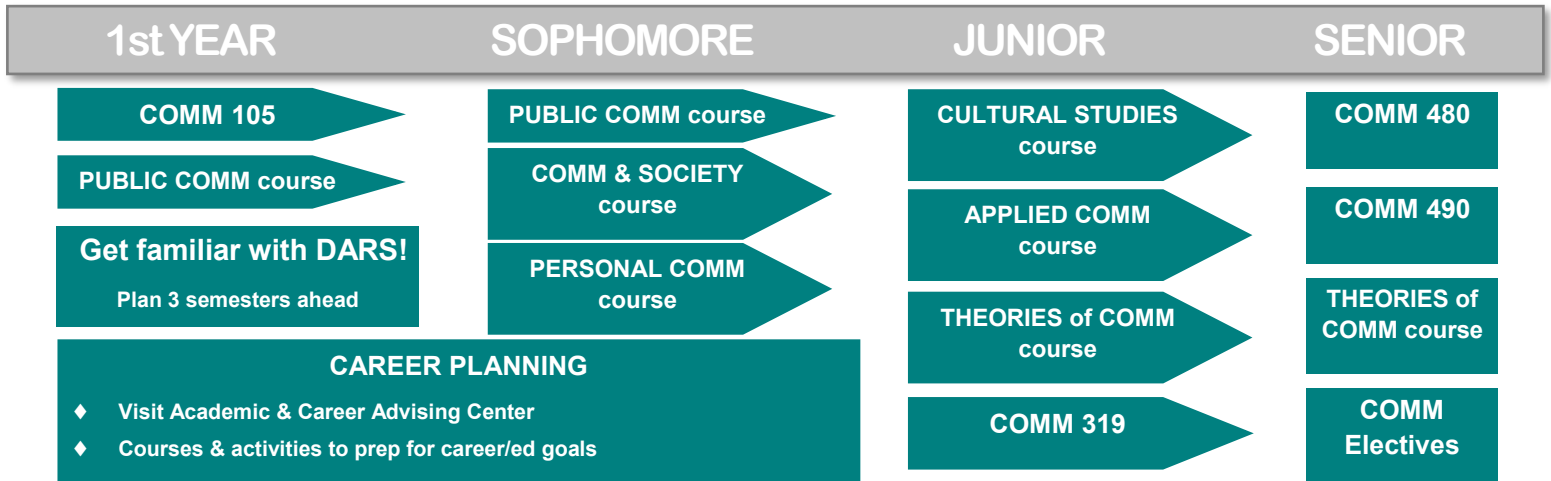 1st YEAR
SOPHOMORE
JUNIOR
SENIOR
COMM 105
PUBLIC COMM course
Get familiar with DARS!
Plan 3 semesters ahead
PUBLIC COMM course
COMM & SOCIETY
course
PERSONAL COMM
course
CAREER PLANNING
♦ Visit Academic & Career Advising Center
♦ Courses & activities to prep for career/ed goals
CULTURAL STUDIES
course
APPLIED COMM
course
THEORIES of COMM
course
COMM 319
COMM 480
COMM 490
THEORIES of
COMM course
COMM
Electives